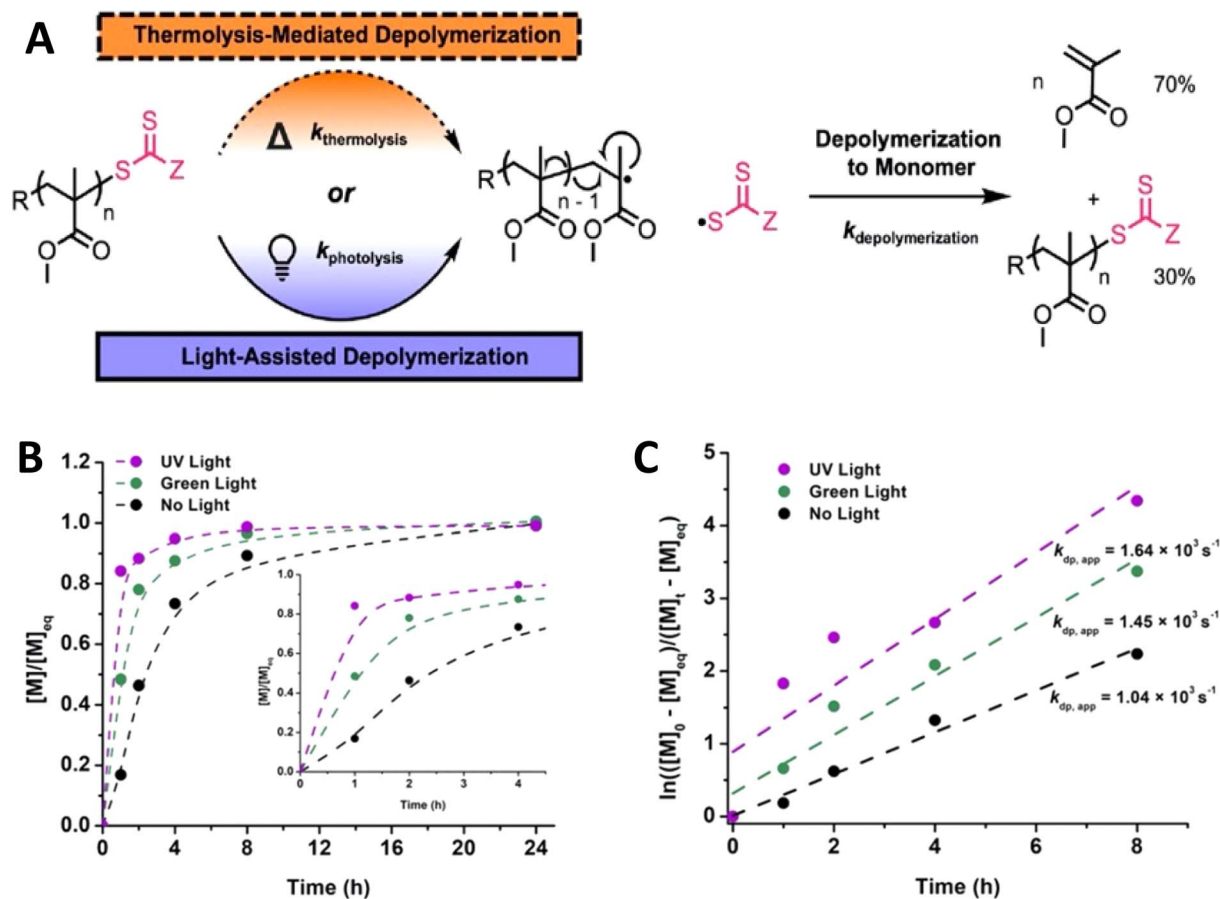 A
Thermolysis-Mediated Depolymerization
Δ kthermolysis
or
kphotolysis
Light-Assisted Depolymerization
R
n
O
O
S
S
Z
R
n - 1
O
O
O
O
•S
S
Z
Depolymerization
to Monomer
kdepolymerization
n
O
O
70%
+
R
n
O
O
S
S
Z
30%
B
UV Light
Green Light
No Light
[M]/[M]eq
1.2
1.0
0.8
0.6
0.4
0.2
0.0
0 4 8 12 16 20 24
Time (h)
[M]/[M]eq
1.0
0.8
0.6
0.4
0.2
0.0
0 1 2 3 4
Time (h)
C
UV Light
Green Light
No Light
ln(([M]0 - [M]eq)/([M]t - [M]eq)
5
4
3
2
1
0
kdp, app = 1.64 × 10³ s⁻¹
kdp, app = 1.45 × 10³ s⁻¹
kdp, app = 1.04 × 10³ s⁻¹
0 2 4 6 8
Time (h)